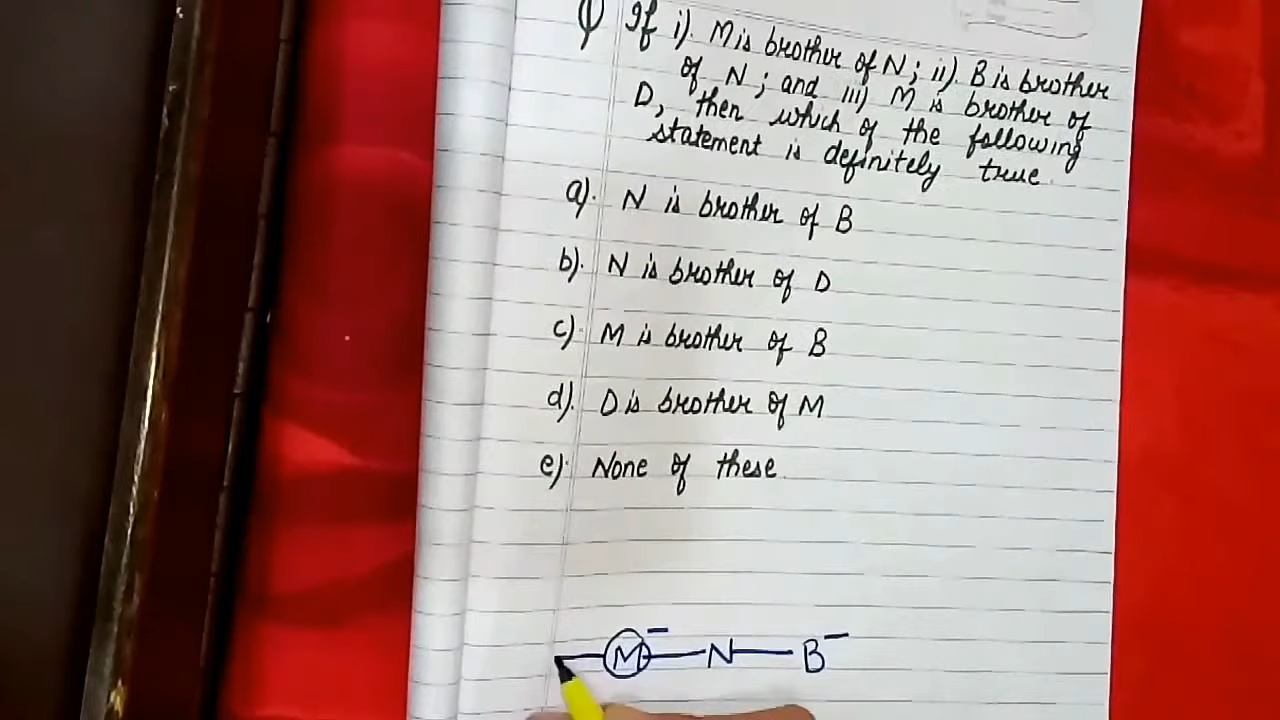 Q If i). M is brother of N; ii). B is brother
of N; and iii) M is brother of
D, then which of the following
statement is definitely true.
a). N is brother of B
b). N is brother of D
c). M is brother of B
d). D is brother of M
e). None of these.
M - N - B -